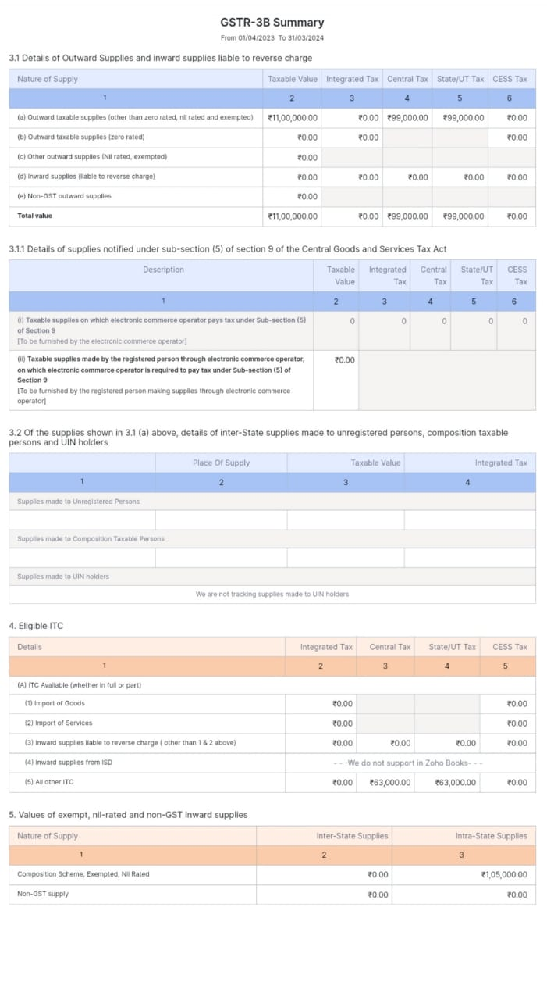 GSTR-3B Summary
From 01/04/2023 To 31/03/2024
3.1 Details of Outward Supplies and inward supplies liable to reverse charge
Nature of Supply Taxable Value Integrated Tax Central Tax State/UT Tax CESS Tax
1 2 3 4 5 6
(a) Outward taxable supplies (other than zero rated, nil rated and exempted) ₹11,00,000.00 ₹0.00 ₹99,000.00 ₹99,000.00 ₹0.00
(b) Outward taxable supplies (zero rated) ₹0.00 ₹0.00 ₹0.00
(c) Other outward supplies (Nil rated, exempted) ₹0.00
(d) Inward supplies (liable to reverse charge) ₹0.00 ₹0.00 ₹0.00 ₹0.00 ₹0.00
(e) Non-GST outward supplies ₹0.00
Total value ₹11,00,000.00 ₹0.00 ₹99,000.00 ₹99,000.00 ₹0.00
3.1.1 Details of supplies notified under sub-section (5) of section 9 of the Central Goods and Services Tax Act
Description Taxable Value Integrated Tax Central Tax State/UT Tax CESS Tax
1 2 3 4 5 6
(i) Taxable supplies on which electronic commerce operator pays tax under Sub-section (5) 0 0 0 0 0
of Section 9
[To be furnished by the electronic commerce operator]
(ii) Taxable supplies made by the registered person through electronic commerce operator, ₹0.00
on which electronic commerce operator is required to pay tax under Sub-section (5) of
Section 9
[To be furnished by the registered person making supplies through electronic commerce
operator]
3.2 Of the supplies shown in 3.1 (a) above, details of inter-State supplies made to unregistered persons, composition taxable
persons and UIN holders
Place Of Supply Taxable Value Integrated Tax
1 2 3 4
Supplies made to Unregistered Persons
Supplies made to Composition Taxable Persons
Supplies made to UIN holders
We are not tracking supplies made to UIN holders
4. Eligible ITC
Details Integrated Tax Central Tax State/UT Tax CESS Tax
1 2 3 4 5
(A) ITC Available (whether in full or part)
(1) Import of Goods ₹0.00 ₹0.00
(2) Import of Services ₹0.00 ₹0.00
(3) Inward supplies liable to reverse charge ( other than 1 & 2 above) ₹0.00 ₹0.00 ₹0.00 ₹0.00
(4) Inward supplies from ISD - - -We do not support in Zoho Books- - -
(5) All other ITC ₹0.00 ₹63,000.00 ₹63,000.00 ₹0.00
5. Values of exempt, nil-rated and non-GST inward supplies
Nature of Supply Inter-State Supplies Intra-State Supplies
1 2 3
Composition Scheme, Exempted, Nil Rated ₹0.00 ₹1,05,000.00
Non-GST supply ₹0.00 ₹0.00